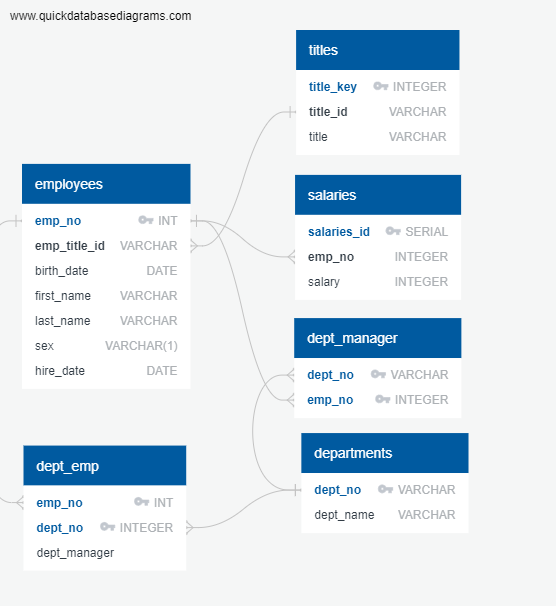 www.quickdatabasediagrams.com
titles
title_key INTEGER
title_id VARCHAR
title VARCHAR
employees
emp_no INT
emp_title_id VARCHAR
birth_date DATE
first_name VARCHAR
last_name VARCHAR
sex VARCHAR(1)
hire_date DATE
salaries
salaries_id SERIAL
emp_no INTEGER
salary INTEGER
dept_manager
dept_no VARCHAR
emp_no INTEGER
departments
dept_no VARCHAR
dept_name VARCHAR
dept_emp
emp_no INT
dept_no INTEGER
dept_manager